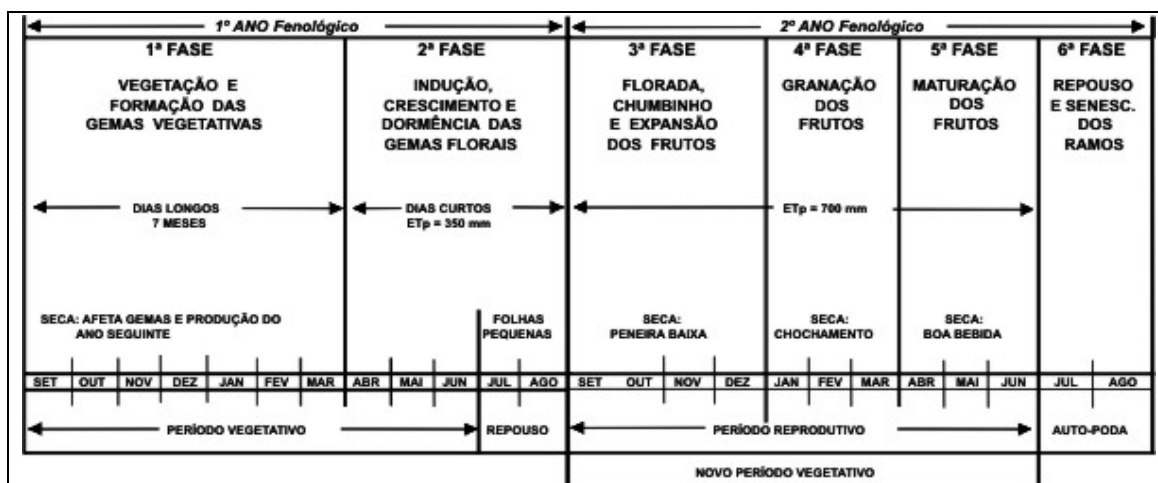 1º ANO Fenológico
2º ANO Fenológico
1ª FASE
VEGETAÇÃO E
FORMAÇÃO DAS
GEMAS VEGETATIVAS
2ª FASE
INDUÇÃO,
CRESCIMENTO E
DORMÊNCIA DAS
GEMAS FLORAIS
3ª FASE
FLORADA,
CHUMBINHO
E EXPANSÃO
DOS FRUTOS
4ª FASE
GRANAÇÃO
DOS
FRUTOS
5ª FASE
MATURAÇÃO
DOS
FRUTOS
6ª FASE
REPOUSO
E SENESC.
DOS
RAMOS
DIAS LONGOS
7 MESES
DIAS CURTOS
ETp = 350 mm
ETp = 700 mm
SECA: AFETA GEMAS E PRODUÇÃO DO
ANO SEGUINTE
FOLHAS
PEQUENAS
SECA:
PENEIRA BAIXA
SECA:
CHOCHAMENTO
SECA:
BOA BEBIDA
SET OUT NOV DEZ JAN FEV MAR ABR MAI JUN JUL AGO SET OUT NOV DEZ JAN FEV MAR ABR MAI JUN JUL AGO
PERÍODO VEGETATIVO
REPOUSO
PERÍODO REPRODUTIVO
AUTO-PODA
NOVO PERÍODO VEGETATIVO